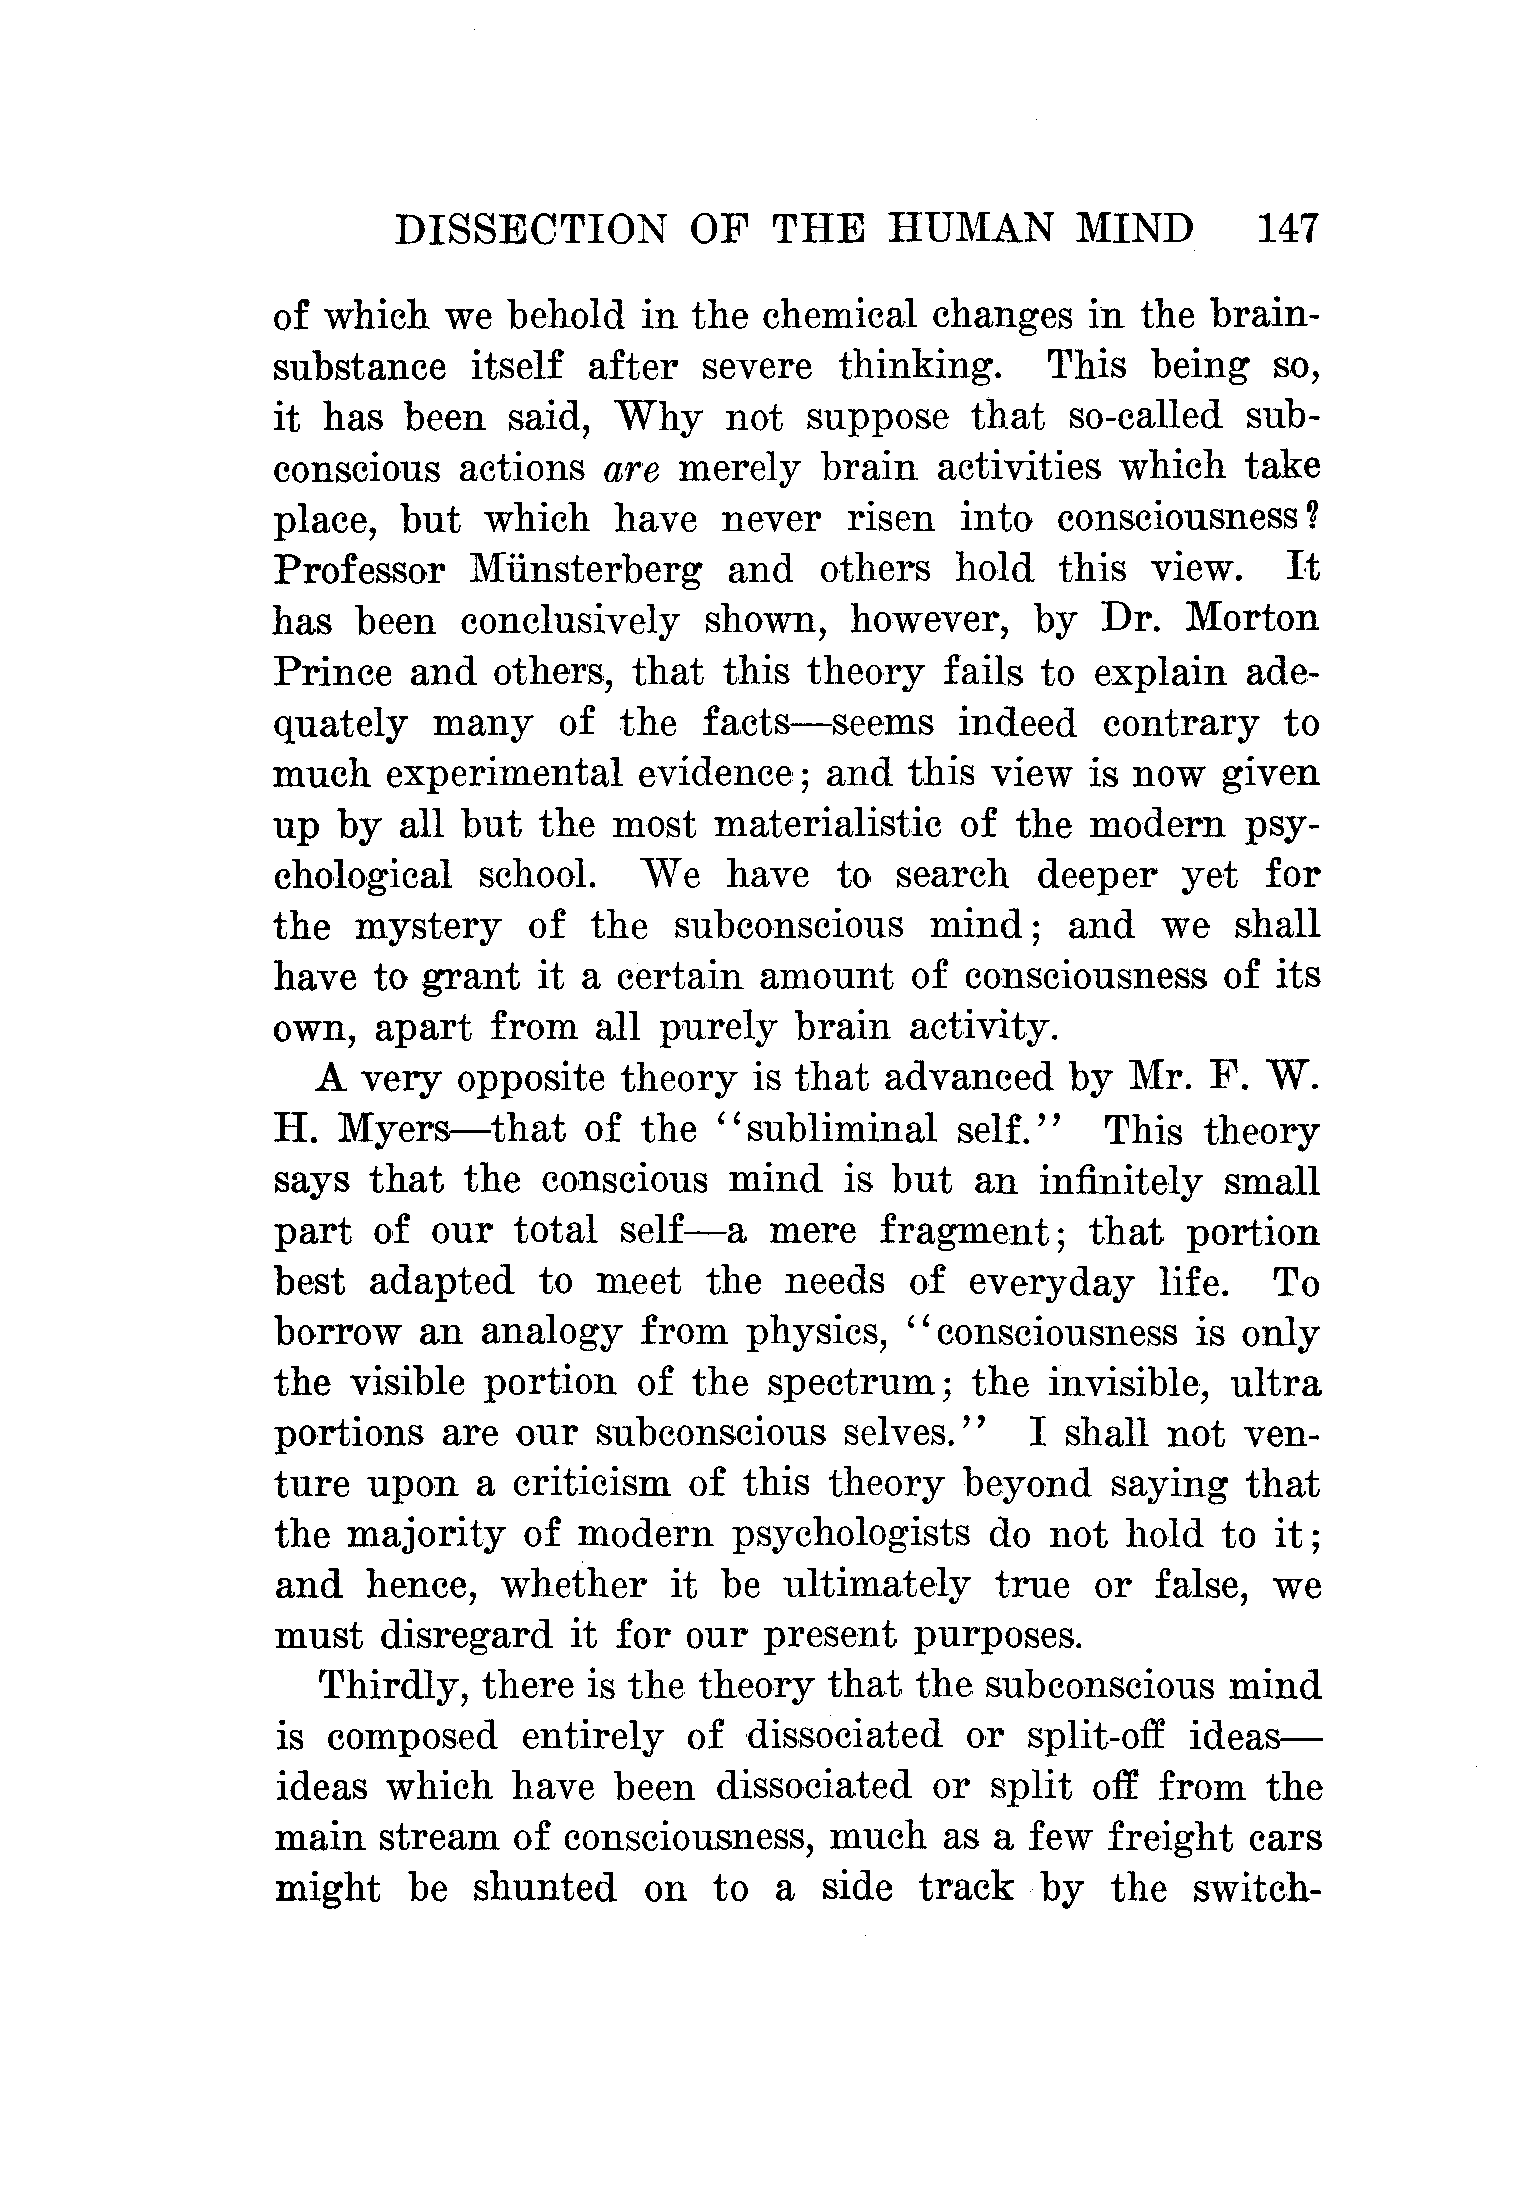 DISSECTION OF THE HUMAN MIND 147
of which we behold in the chemical changes in the brain-
substance itself after severe thinking. This being so,
it has been said, Why not suppose that so-called sub-
conscious actions are merely brain activities which take
place, but which have never risen into consciousness?
Professor Münsterberg and others hold this view. It
has been conclusively shown, however, by Dr. Morton
Prince and others, that this theory fails to explain ade-
quately many of the facts—seems indeed contrary to
much experimental evidence; and this view is now given
up by all but the most materialistic of the modern psy-
chological school. We have to search deeper yet for
the mystery of the subconscious mind; and we shall
have to grant it a certain amount of consciousness of its
own, apart from all purely brain activity.
A very opposite theory is that advanced by Mr. F. W.
H. Myers—that of the "subliminal self." This theory
says that the conscious mind is but an infinitely small
part of our total self—a mere fragment; that portion
best adapted to meet the needs of everyday life. To
borrow an analogy from physics, "consciousness is only
the visible portion of the spectrum; the invisible, ultra
portions are our subconscious selves." I shall not ven-
ture upon a criticism of this theory beyond saying that
the majority of modern psychologists do not hold to it;
and hence, whether it be ultimately true or false, we
must disregard it for our present purposes.
Thirdly, there is the theory that the subconscious mind
is composed entirely of dissociated or split-off ideas—
ideas which have been dissociated or split off from the
main stream of consciousness, much as a few freight cars
might be shunted on to a side track by the switch-